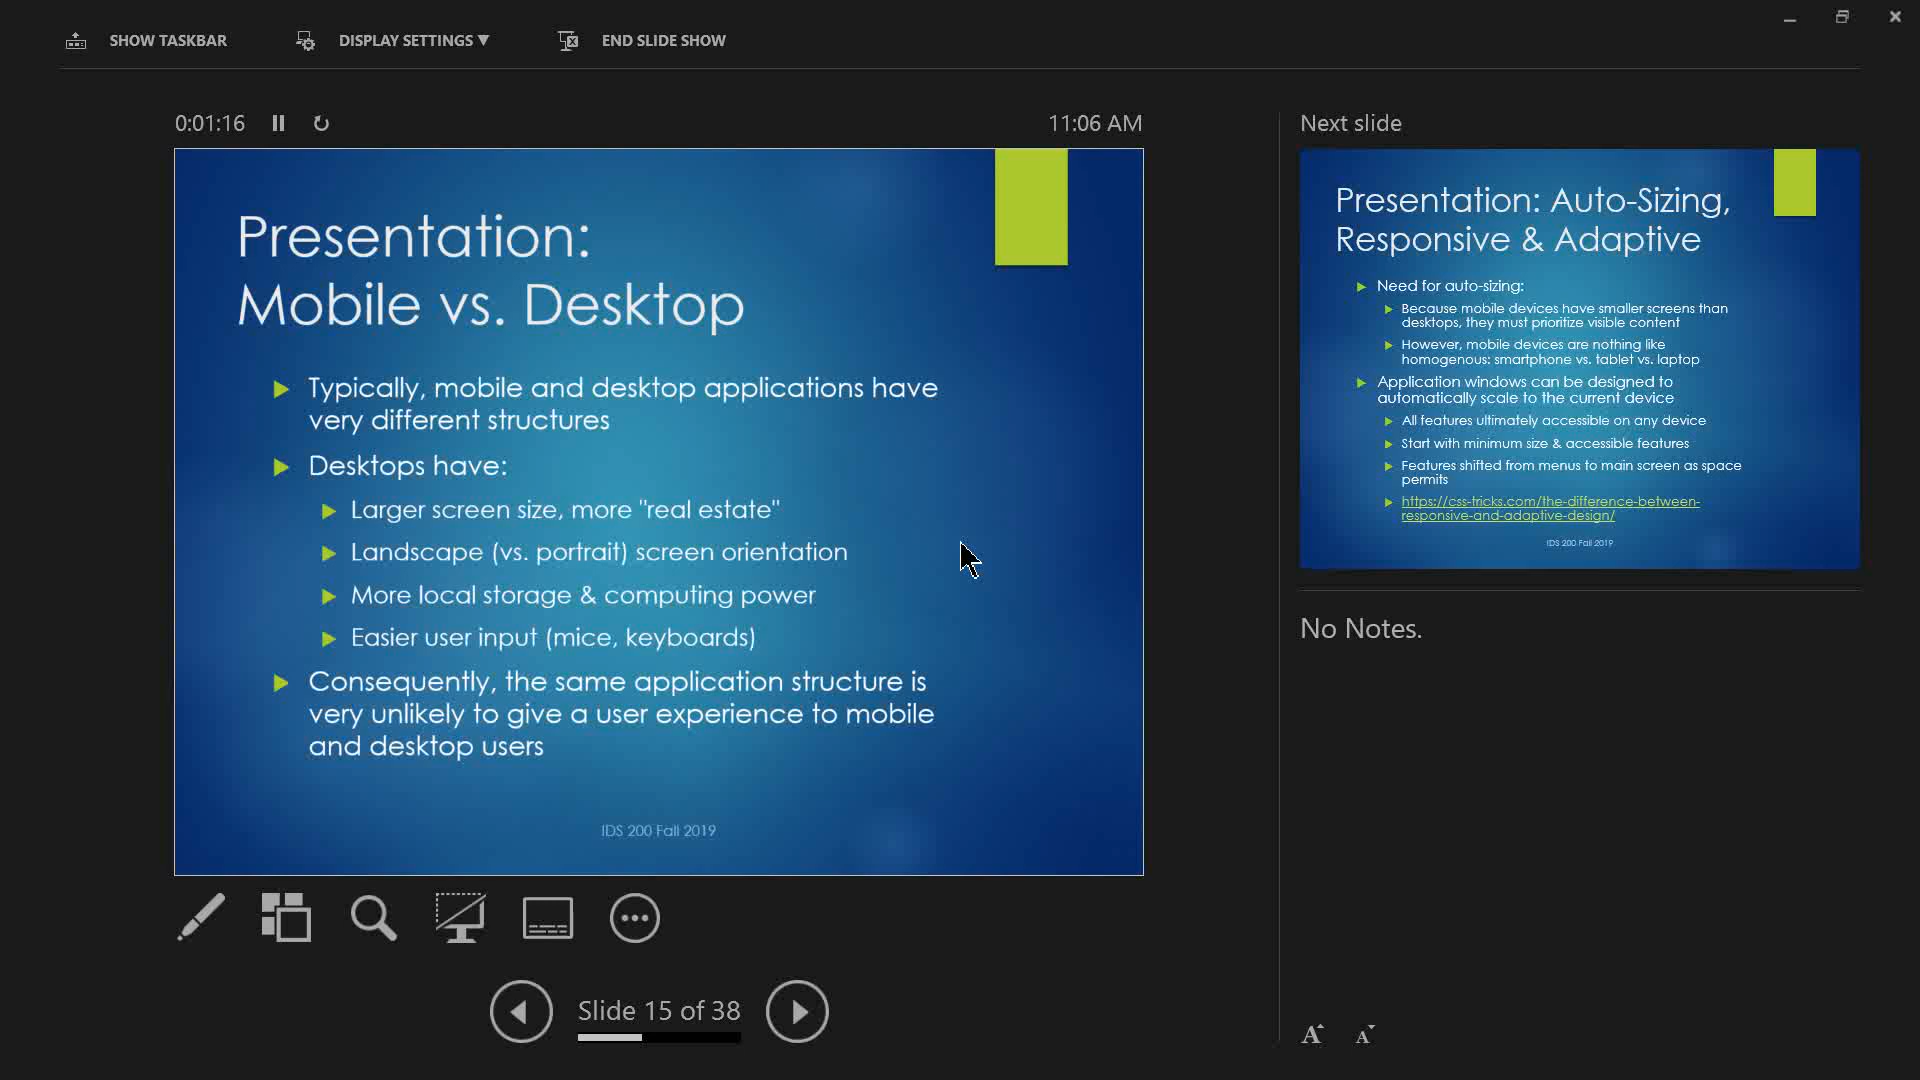 SHOW TASKBAR
DISPLAY SETTINGS ▼
END SLIDE SHOW
0:01:16
11:06 AM
Presentation:
Mobile vs. Desktop
Typically, mobile and desktop applications have
very different structures
Desktops have:
Larger screen size, more "real estate"
Landscape (vs. portrait) screen orientation
More local storage & computing power
Easier user input (mice, keyboards)
Consequently, the same application structure is
very unlikely to give a user experience to mobile
and desktop users
IDS 200 Fall 2019
Slide 15 of 38
Next slide
Presentation: Auto-Sizing,
Responsive & Adaptive
Need for auto-sizing:
Because mobile devices have smaller screens than
desktops, they must prioritize visible content
However, mobile devices are nothing like
homogenous: smartphone vs. tablet vs. laptop
Application windows can be designed to
automatically scale to the current device
All features ultimately accessible on any device
Start with minimum size & accessible features
Features shifted from menus to main screen as space
permits
https://css-tricks.com/the-difference-between-
responsive-and-adaptive-design/
IDS 200 Fall 2019
No Notes.
A A